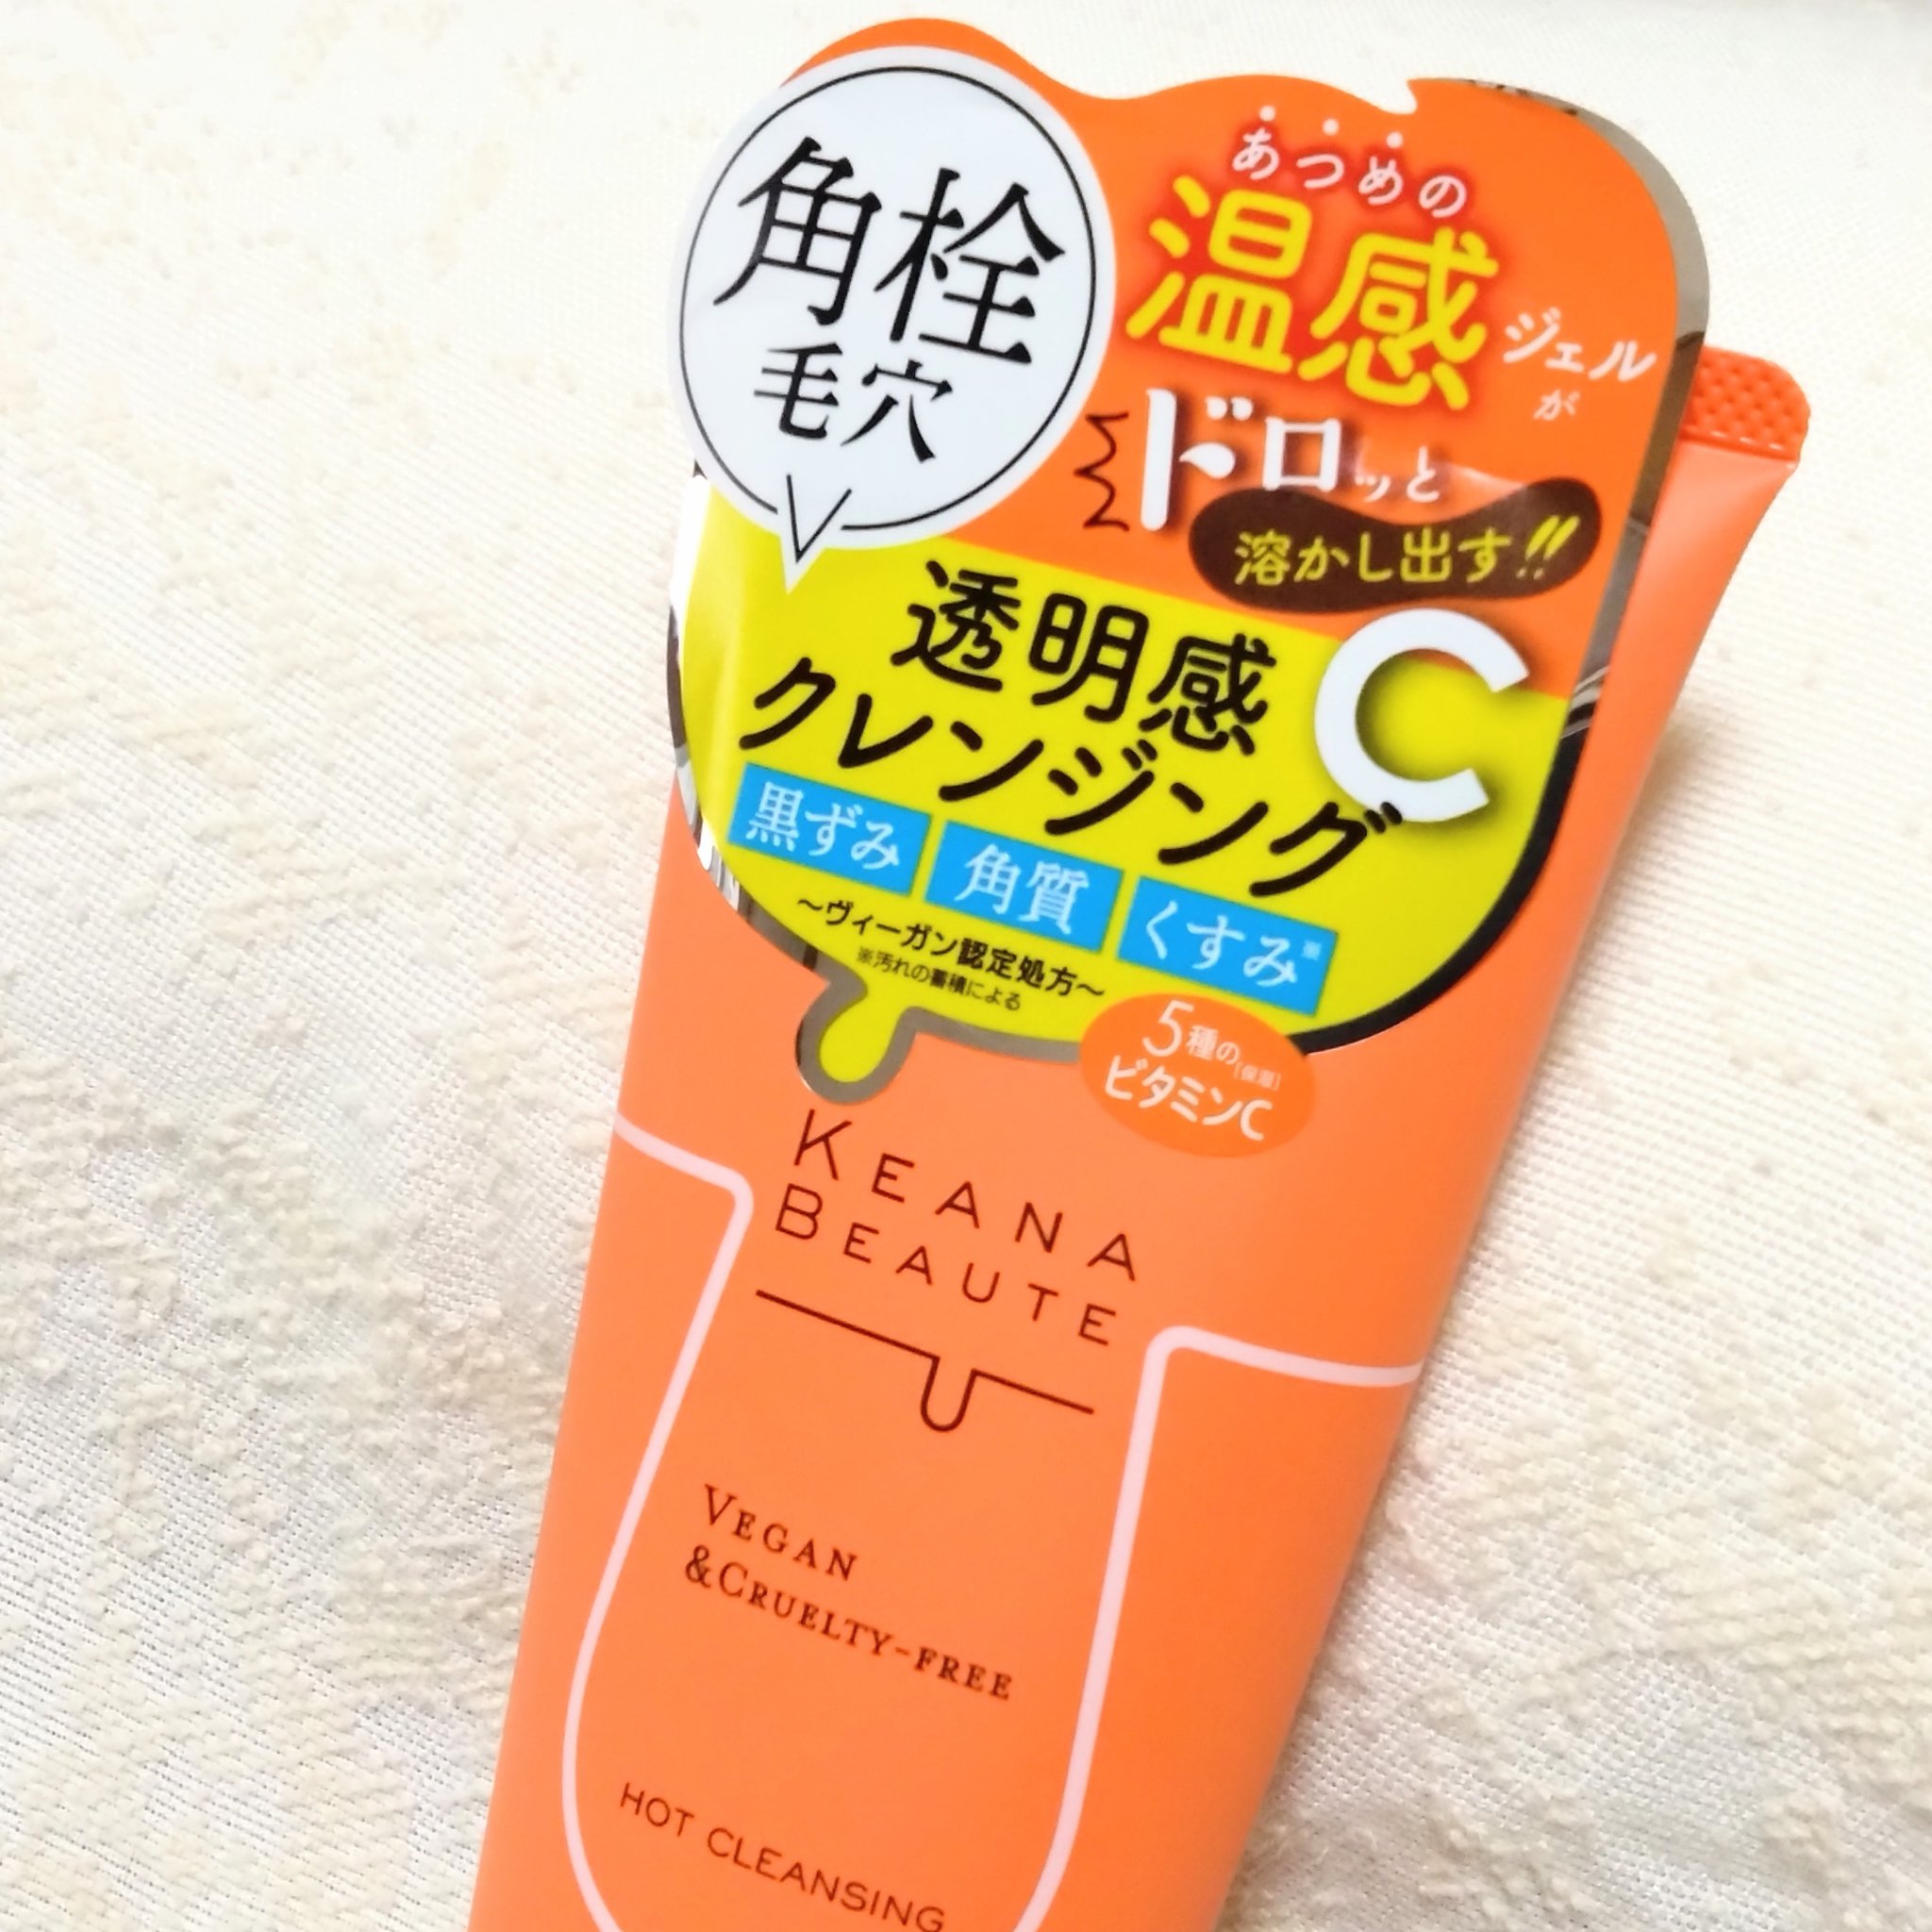 角栓
毛穴
あつめの
温感ジェルが
ドロッと
溶かし出す!!
透明感C
クレンジング
黒ずみ 角質 くすみ※
～ヴィーガン認定処方～
※汚れの蓄積による
5種の[保湿]
ビタミンC
KEANA
BEAUTE
VEGAN
&CRUELTY-FREE
HOT CLEANSING